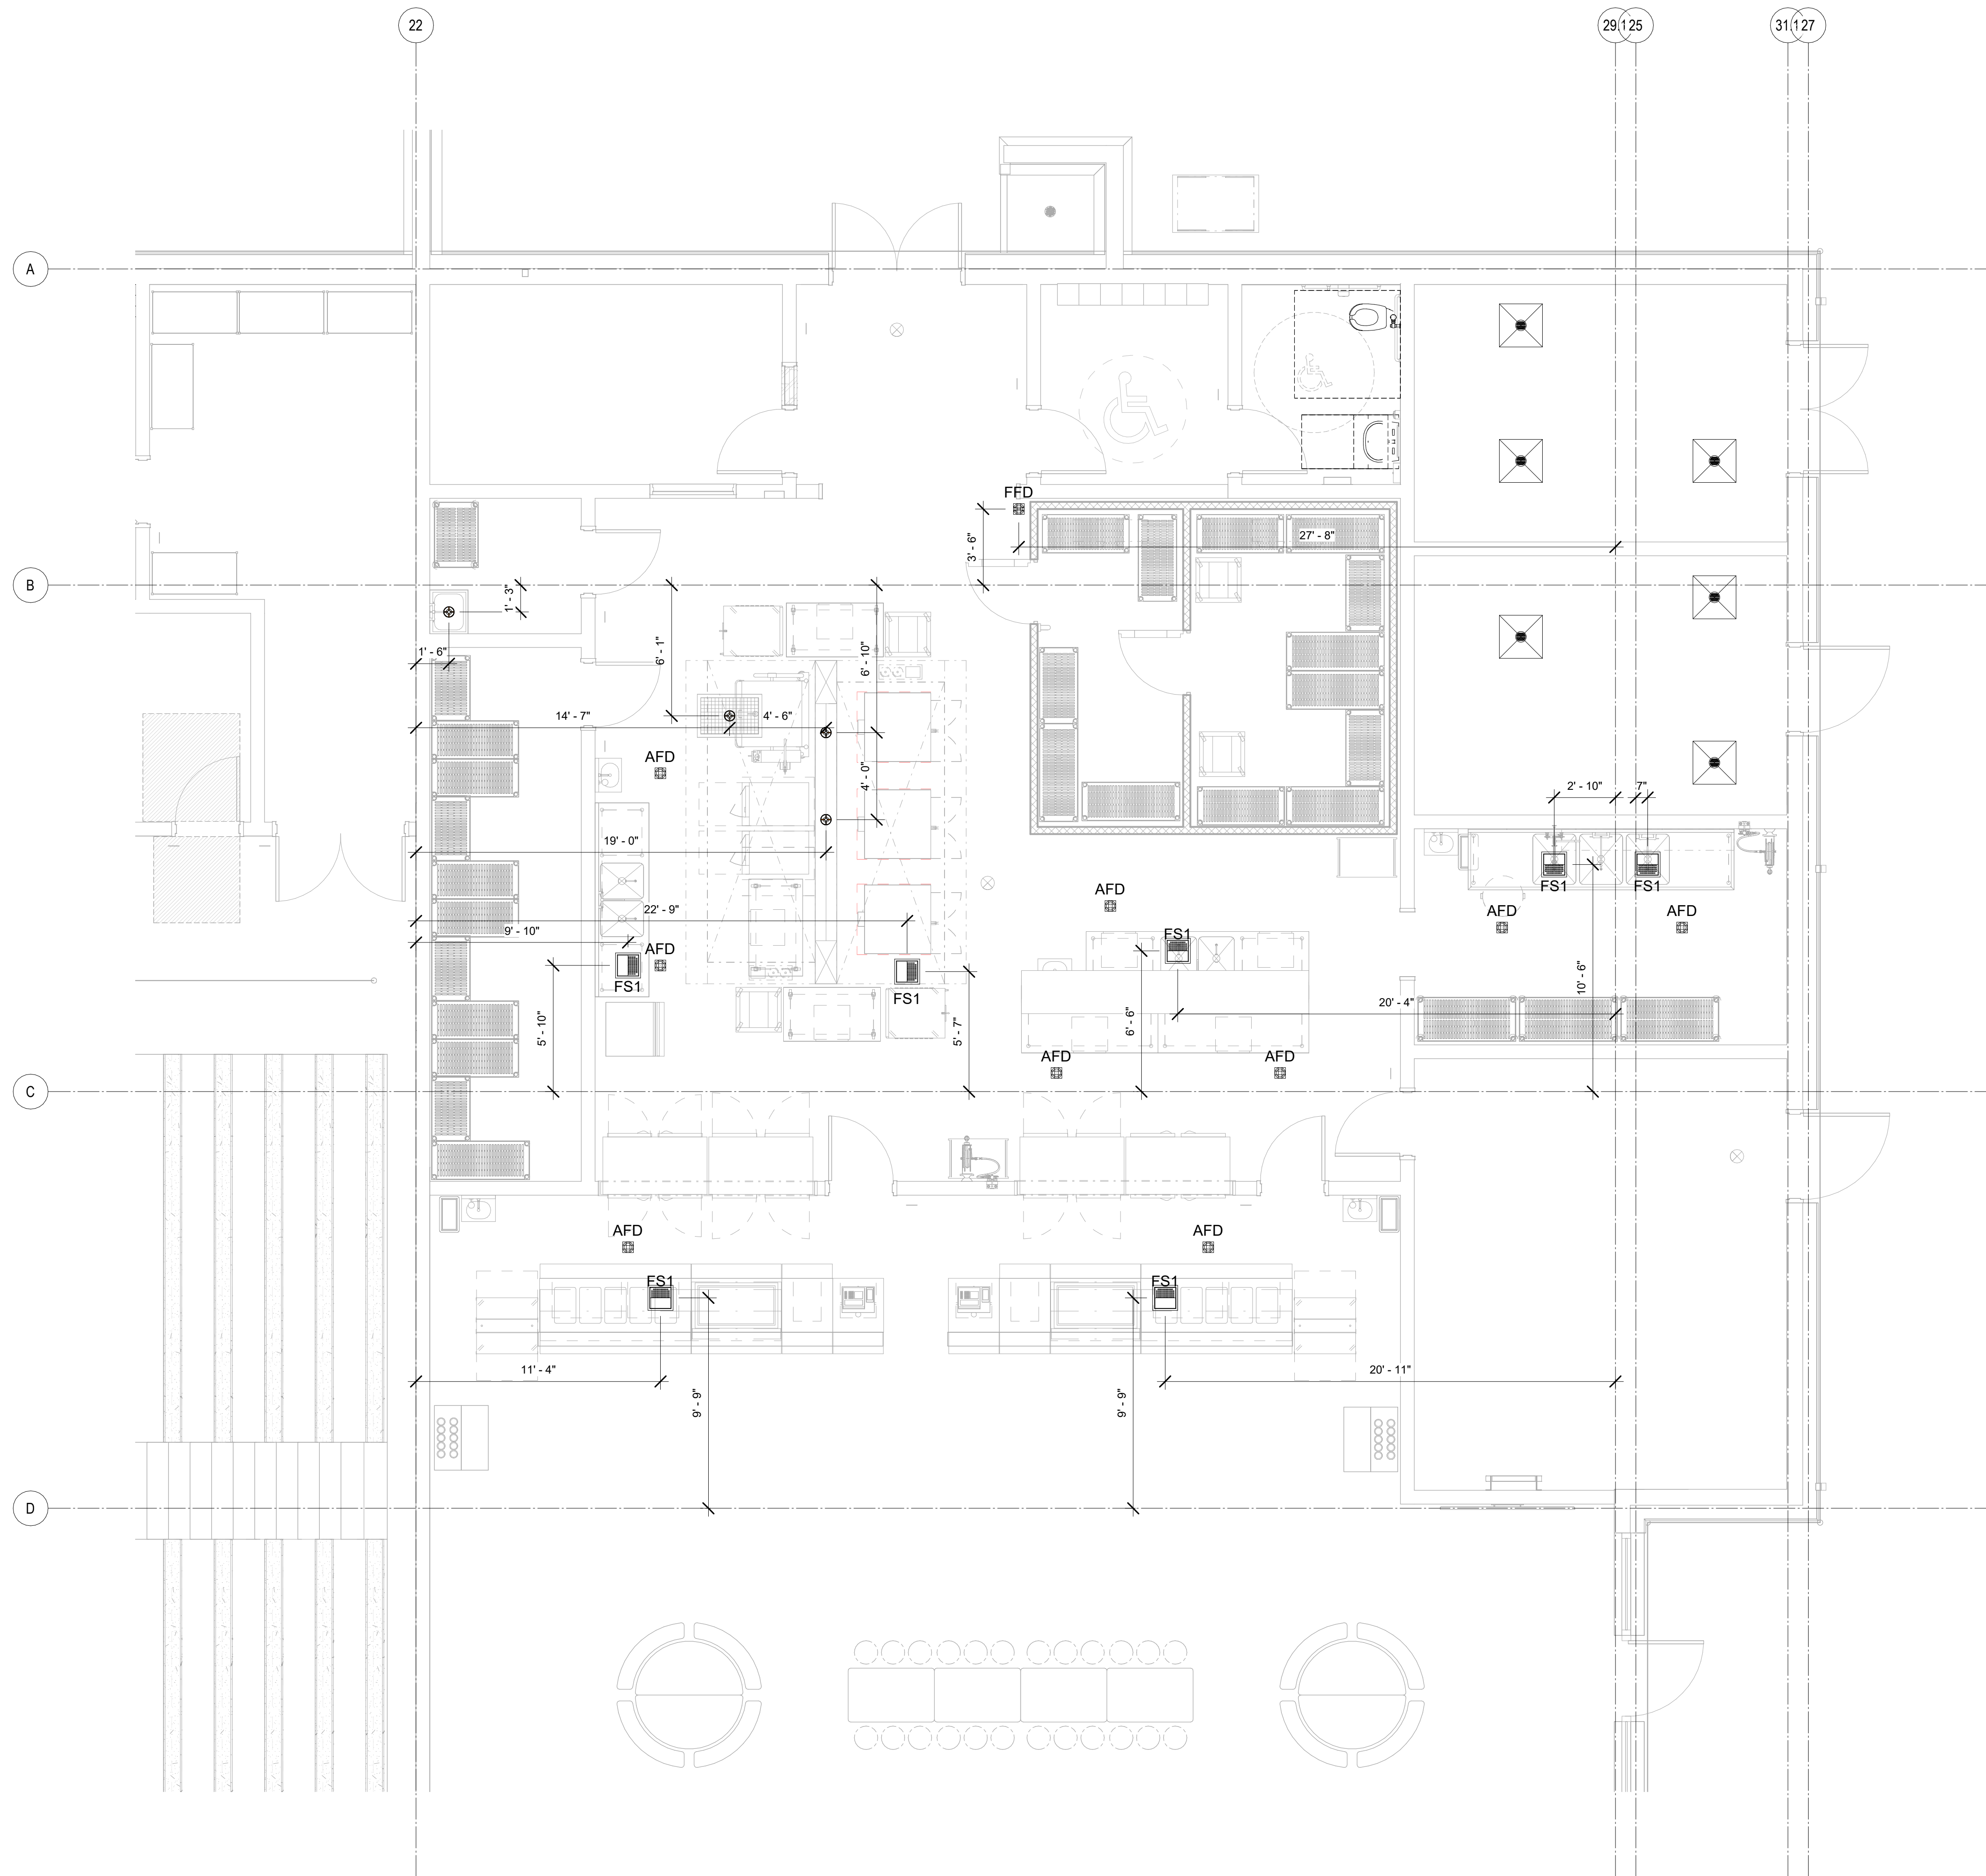 22
29.1
25
31.1
27
A
FFD
27' - 8"
3' - 6"
B
1' - 3"
1' - 6"
6' - 1"
6' - 10"
14' - 7"
4' - 6"
AFD
4' - 0"
2' - 10"
7"
19' - 0"
FS1
FS1
AFD
22' - 9"
AFD
AFD
9' - 10"
FS1
AFD
FS1
FS1
10' - 6"
20' - 4"
5' - 10"
5' - 7"
6' - 6"
AFD
AFD
C
AFD
AFD
FS1
FS1
11' - 4"
20' - 11"
9' - 9"
9' - 9"
D